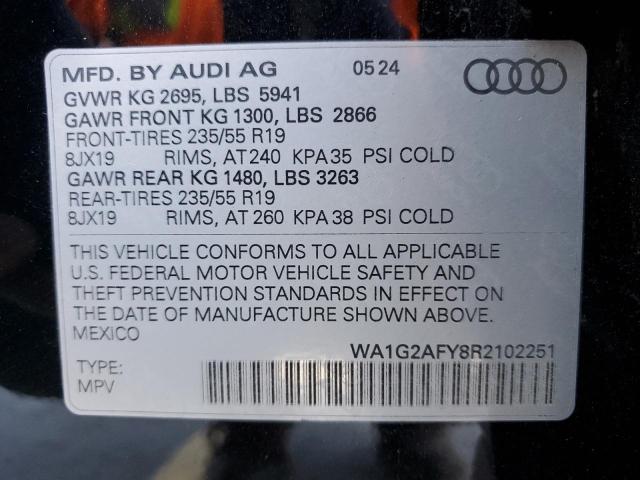 MFD. BY AUDI AG 05 24
GVWR KG 2695, LBS 5941
GAWR FRONT KG 1300, LBS 2866
FRONT-TIRES 235/55 R19
8JX19 RIMS, AT 240 KPA 35 PSI COLD
GAWR REAR KG 1480, LBS 3263
REAR-TIRES 235/55 R19
8JX19 RIMS, AT 260 KPA 38 PSI COLD
THIS VEHICLE CONFORMS TO ALL APPLICABLE
U.S. FEDERAL MOTOR VEHICLE SAFETY AND
THEFT PREVENTION STANDARDS IN EFFECT ON
THE DATE OF MANUFACTURE SHOWN ABOVE.
MEXICO
WA1G2AFY8R2102251
TYPE:
MPV